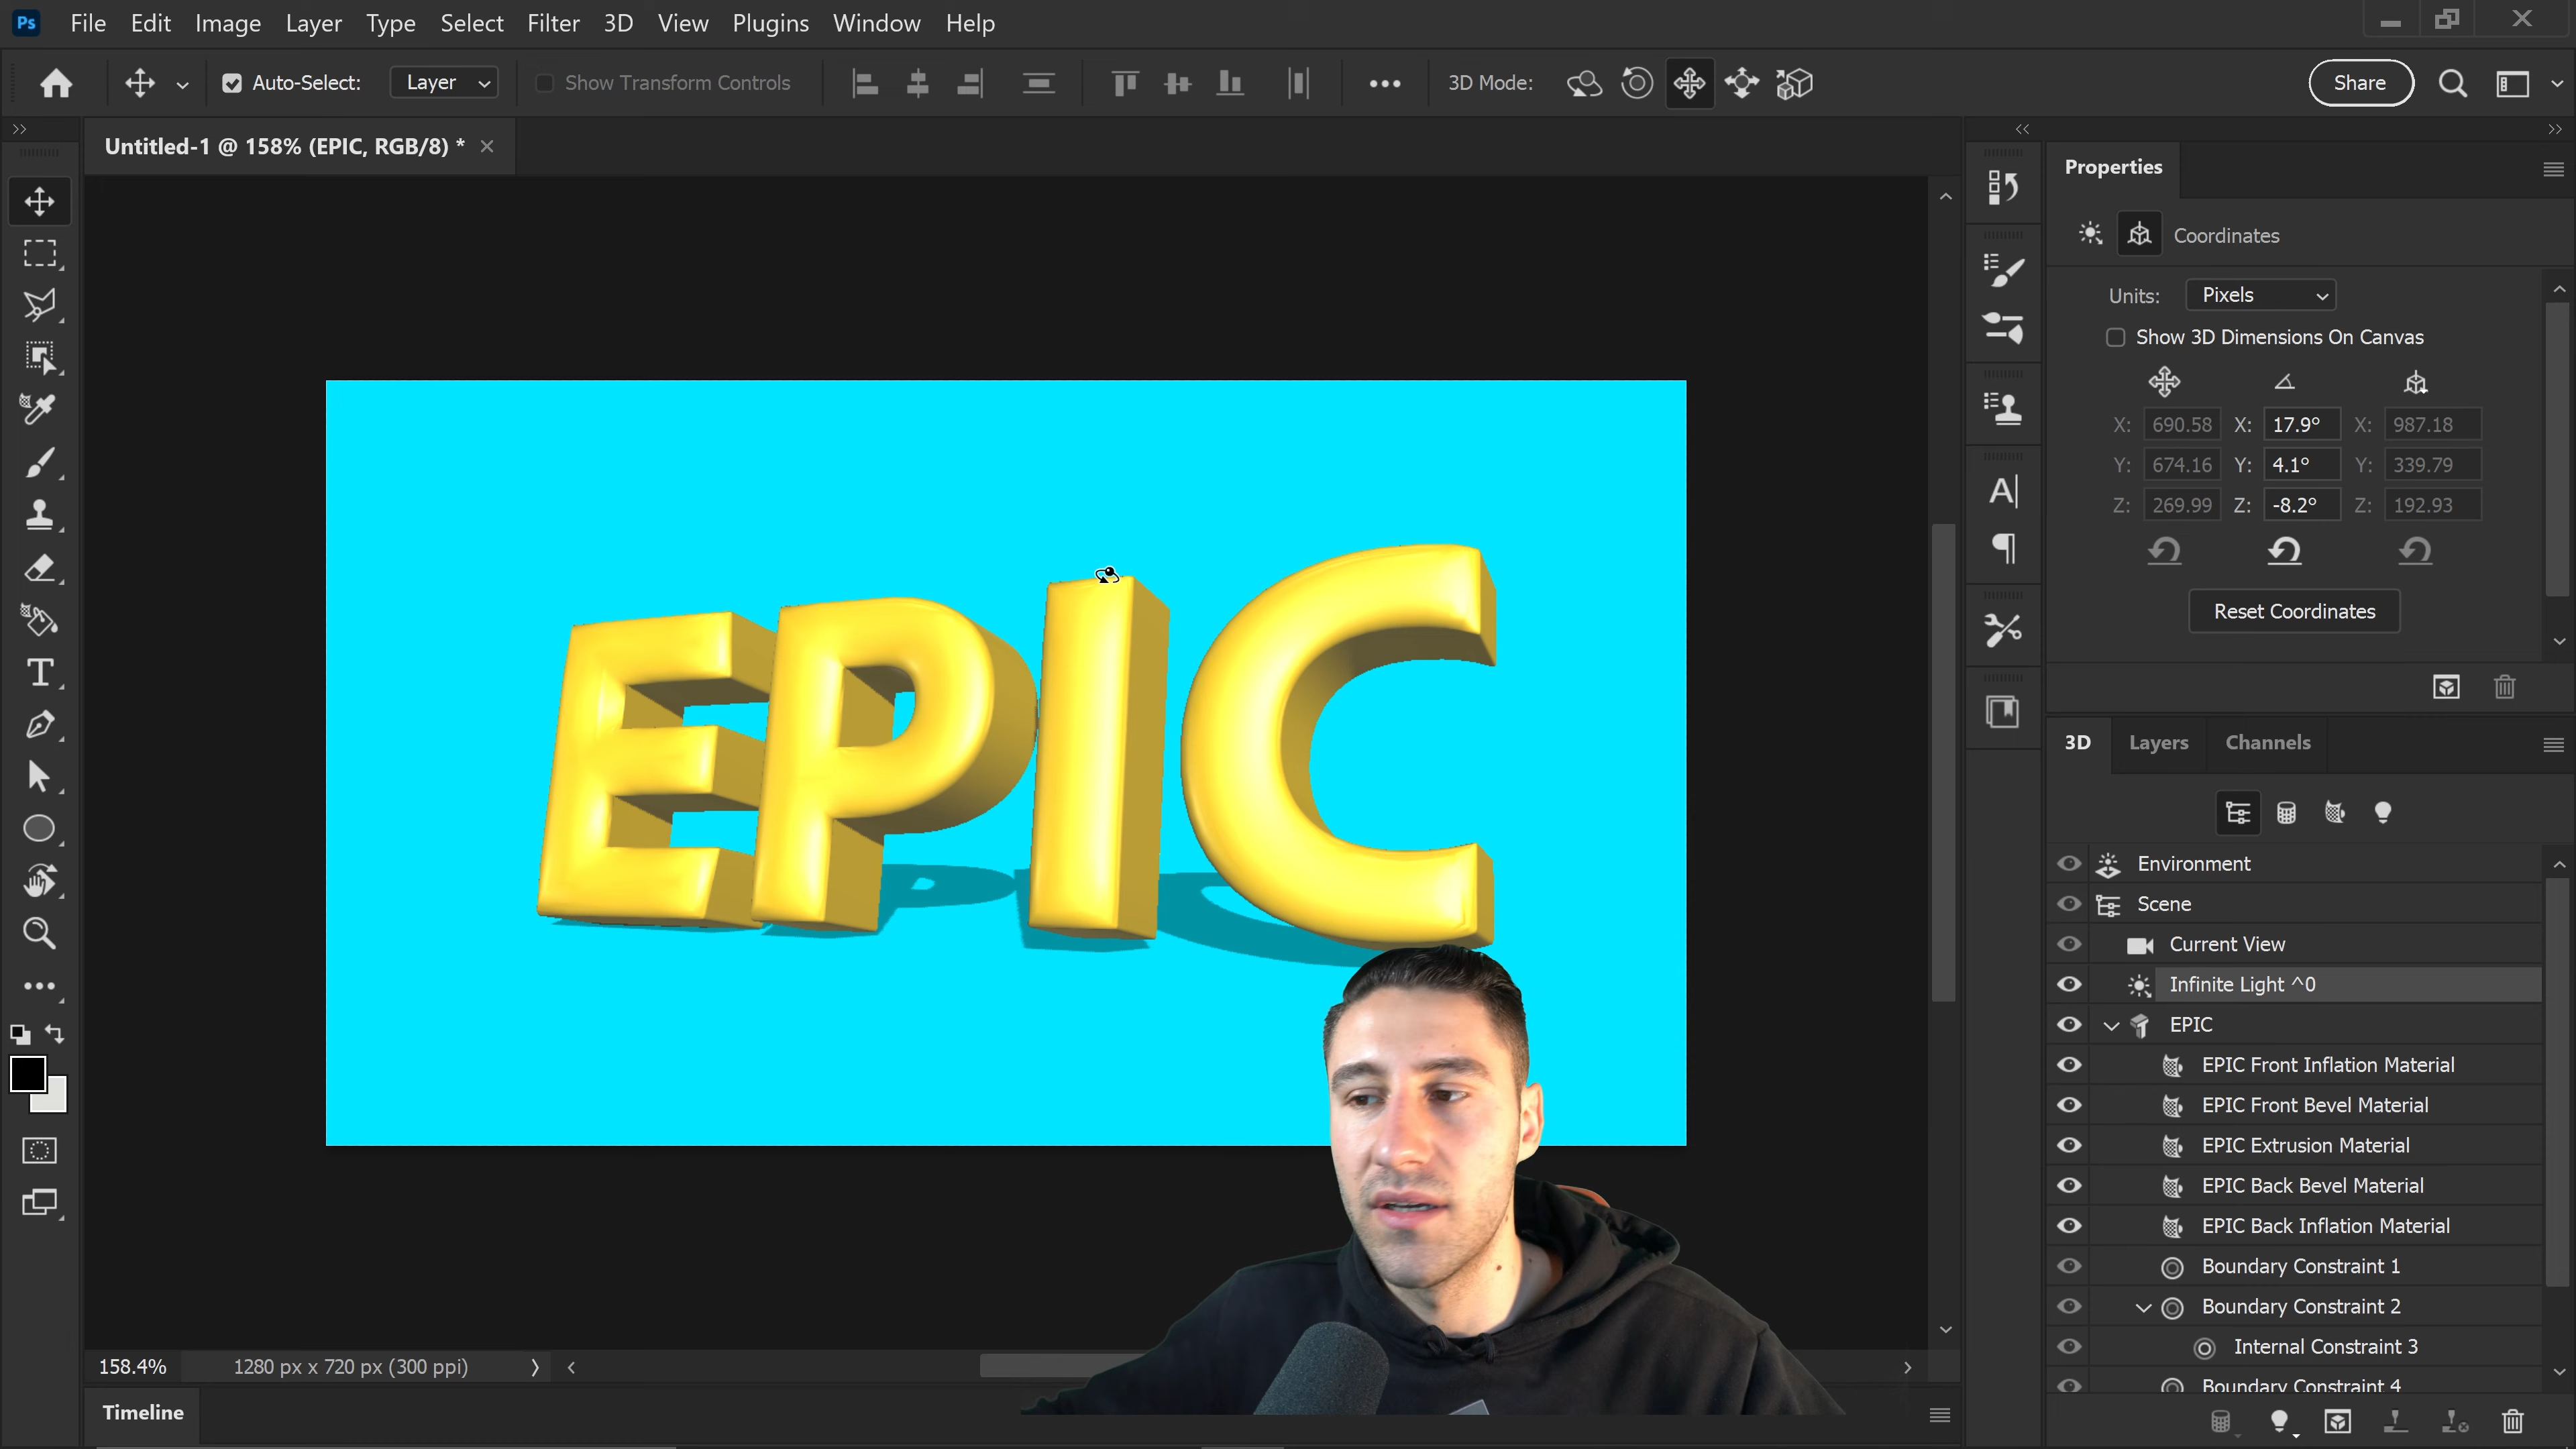 Ps File Edit Image Layer Type Select Filter 3D View Plugins Window Help
Auto-Select: Layer Show Transform Controls 3D Mode: Share
Untitled-1 @ 158% (EPIC, RGB/8) *
EPIC
158.4% 1280 px x 720 px (300 ppi)
Timeline
Properties
Coordinates
Units: Pixels
Show 3D Dimensions On Canvas
X: 690.58 X: 17.9° X: 987.18
Y: 674.16 Y: 4.1° Y: 339.79
Z: 269.99 Z: -8.2° Z: 192.93
Reset Coordinates
3D Layers Channels
Environment
Scene
Current View
Infinite Light ^0
EPIC
EPIC Front Inflation Material
EPIC Front Bevel Material
EPIC Extrusion Material
EPIC Back Bevel Material
EPIC Back Inflation Material
Boundary Constraint 1
Boundary Constraint 2
Internal Constraint 3
Boundary Constraint 4